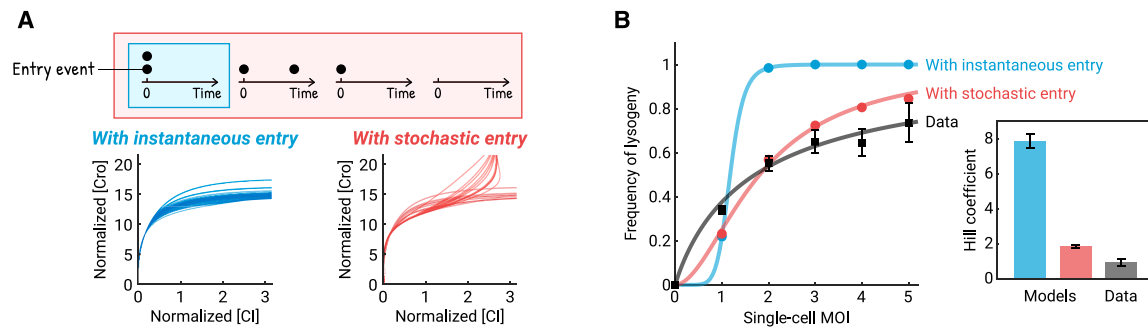 A
Entry event
0
Time
0
Time
0
Time
0
Time
With instantaneous entry
With stochastic entry
Normalized [Cro]
20
15
10
5
0
0
1
2
3
Normalized [CI]
Normalized [Cro]
20
15
10
5
0
0
1
2
3
Normalized [CI]
B
Frequency of lysogeny
1
0.8
0.6
0.4
0.2
0
0
1
2
3
4
5
Single-cell MOI
With instantaneous entry
With stochastic entry
Data
Hill coefficient
8
6
4
2
0
Models
Data